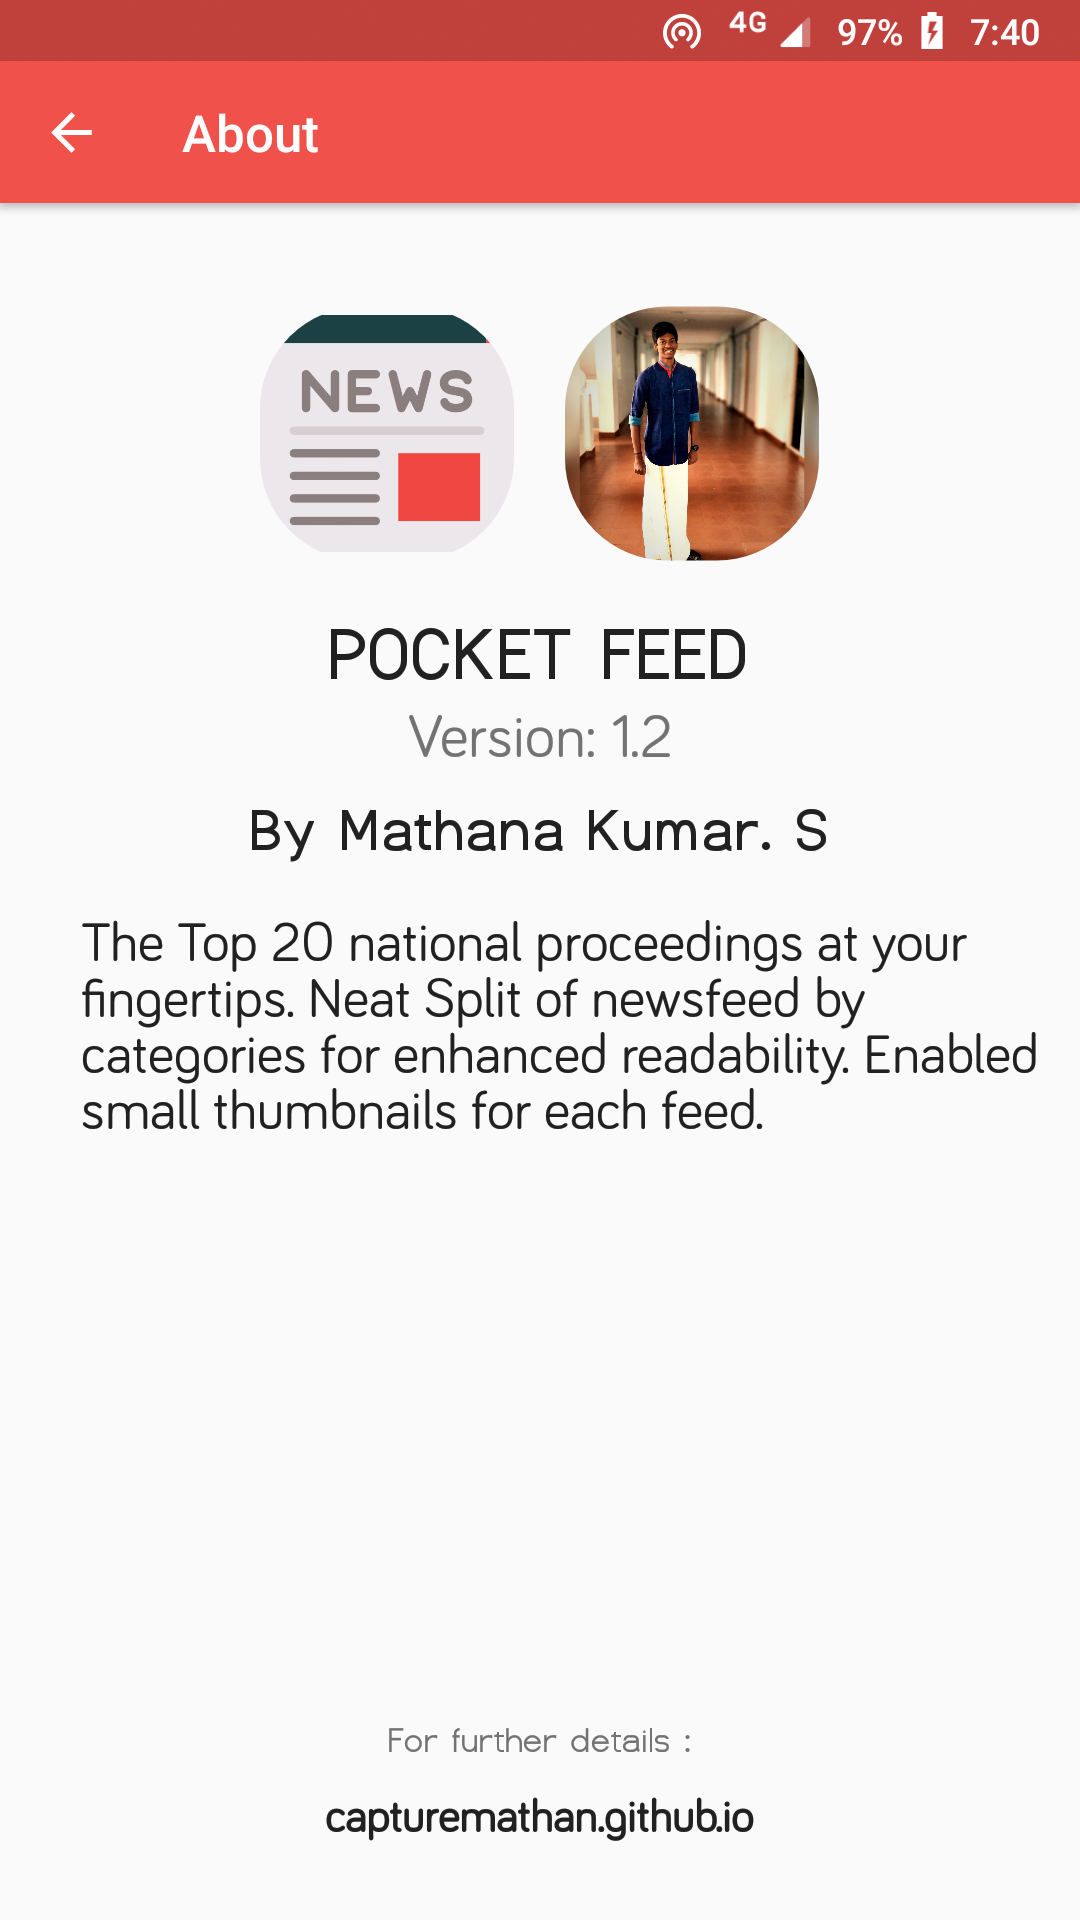 4G 97% 7:40
About
NEWS
POCKET FEED
Version: 1.2
By Mathana Kumar. S
The Top 20 national proceedings at your
fingertips. Neat Split of newsfeed by
categories for enhanced readability. Enabled
small thumbnails for each feed.
For further details :
capturemathan.github.io